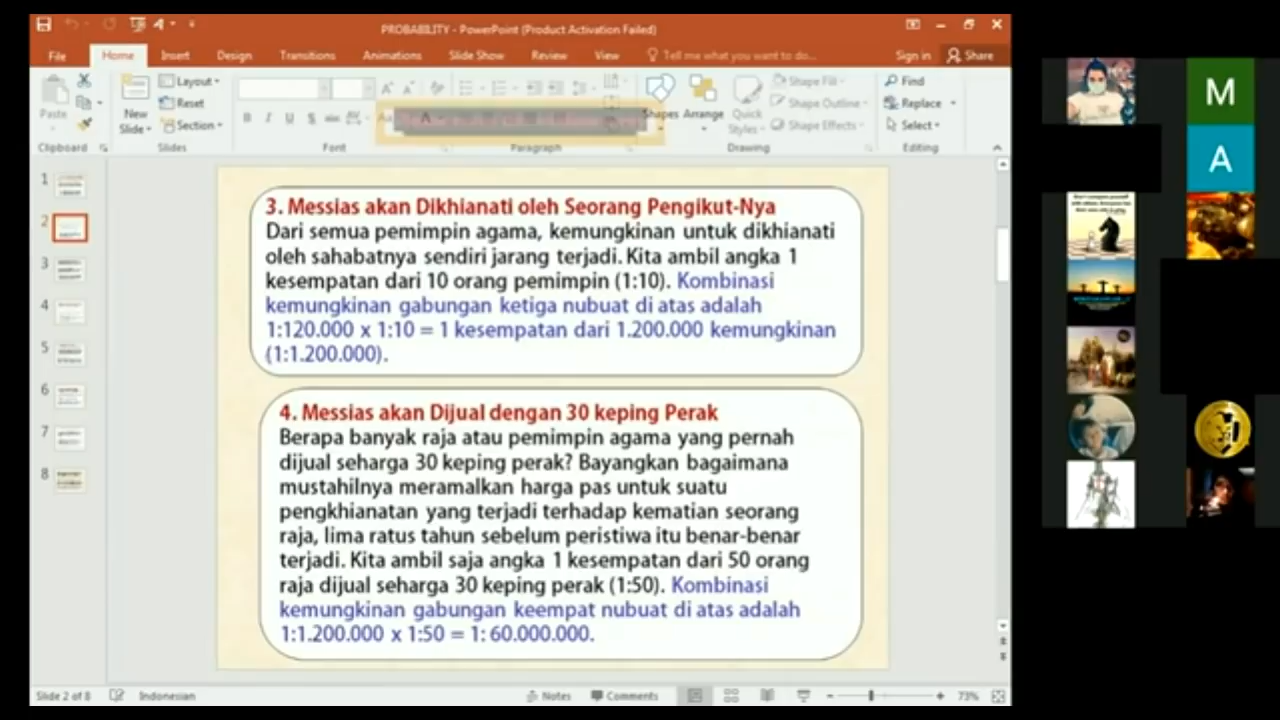 PROBABILITY - PowerPoint (Product Activation Failed)
File Home Insert Design Transitions Animations Slide Show Review View Tell me what you want to do... Sign in Share
Paste
New Slide
Layout
Reset
Section
B I U S
Shapes Arrange Quick Styles
Shape Fill
Shape Outline
Shape Effects
Find
Replace
Select
Clipboard Slides Font Paragraph Drawing Editing
1
2
3
4
5
6
7
8
3. Messias akan Dikhianati oleh Seorang Pengikut-Nya
Dari semua pemimpin agama, kemungkinan untuk dikhianati
oleh sahabatnya sendiri jarang terjadi. Kita ambil angka 1
kesempatan dari 10 orang pemimpin (1:10). Kombinasi
kemungkinan gabungan ketiga nubuat di atas adalah
1:120.000 x 1:10 = 1 kesempatan dari 1.200.000 kemungkinan
(1:1.200.000).
4. Messias akan Dijual dengan 30 keping Perak
Berapa banyak raja atau pemimpin agama yang pernah
dijual seharga 30 keping perak? Bayangkan bagaimana
mustahilnya meramalkan harga pas untuk suatu
pengkhianatan yang terjadi terhadap kematian seorang
raja, lima ratus tahun sebelum peristiwa itu benar-benar
terjadi. Kita ambil saja angka 1 kesempatan dari 50 orang
raja dijual seharga 30 keping perak (1:50). Kombinasi
kemungkinan gabungan keempat nubuat di atas adalah
1:1.200.000 x 1:50 = 1: 60.000.000.
Slide 2 of 8 Indonesian Notes Comments 73%
M
A